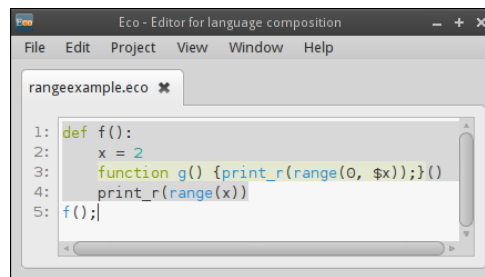 Eco Eco - Editor for language composition
File Edit Project View Window Help
rangeexample.eco
1: def f():
2:     x = 2
3:     function g() {print_r(range(0, $x));}()
4:     print_r(range(x))
5: f();